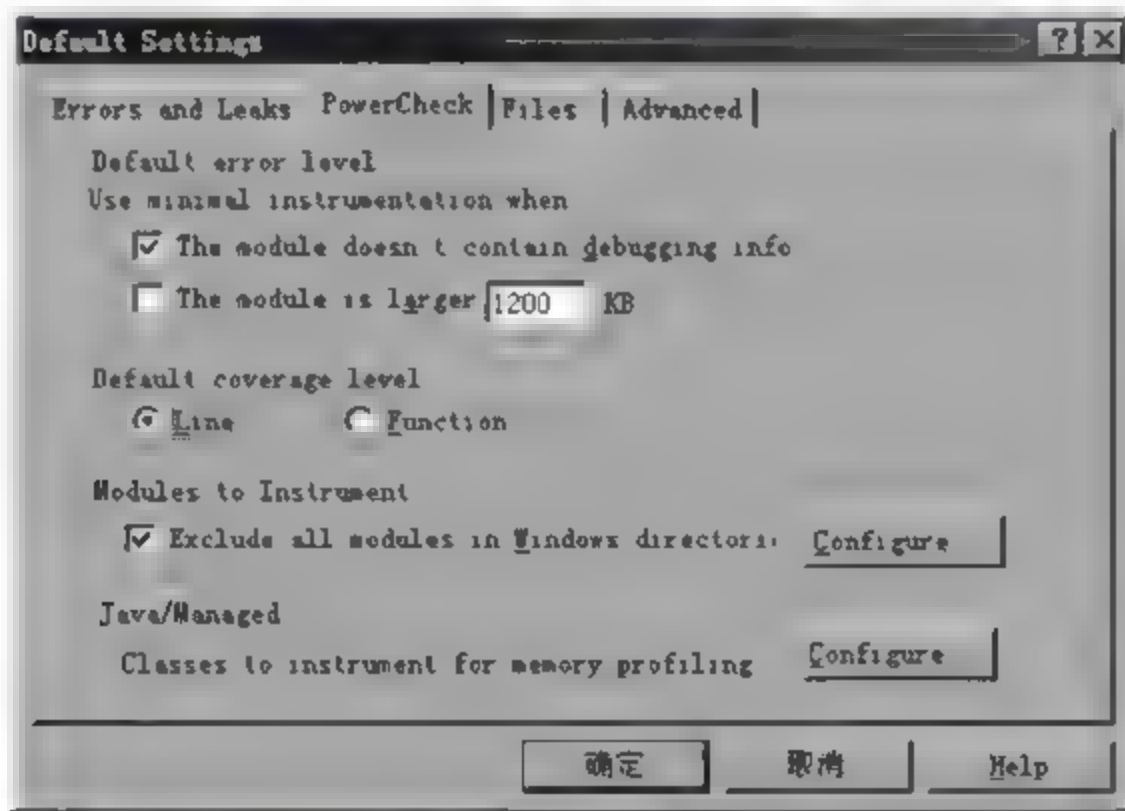 Default Settings
Errors and Leaks PowerCheck Files Advanced
Default error level
Use minimal instrumentation when
The module doesn t contain debugging info
The module is larger 1200 KB
Default coverage level
Line Function
Modules to Instrument
Exclude all modules in Windows directori
Configure
Java/Managed
Classes to instrument for memory profiling
Configure
确定 取消 Help